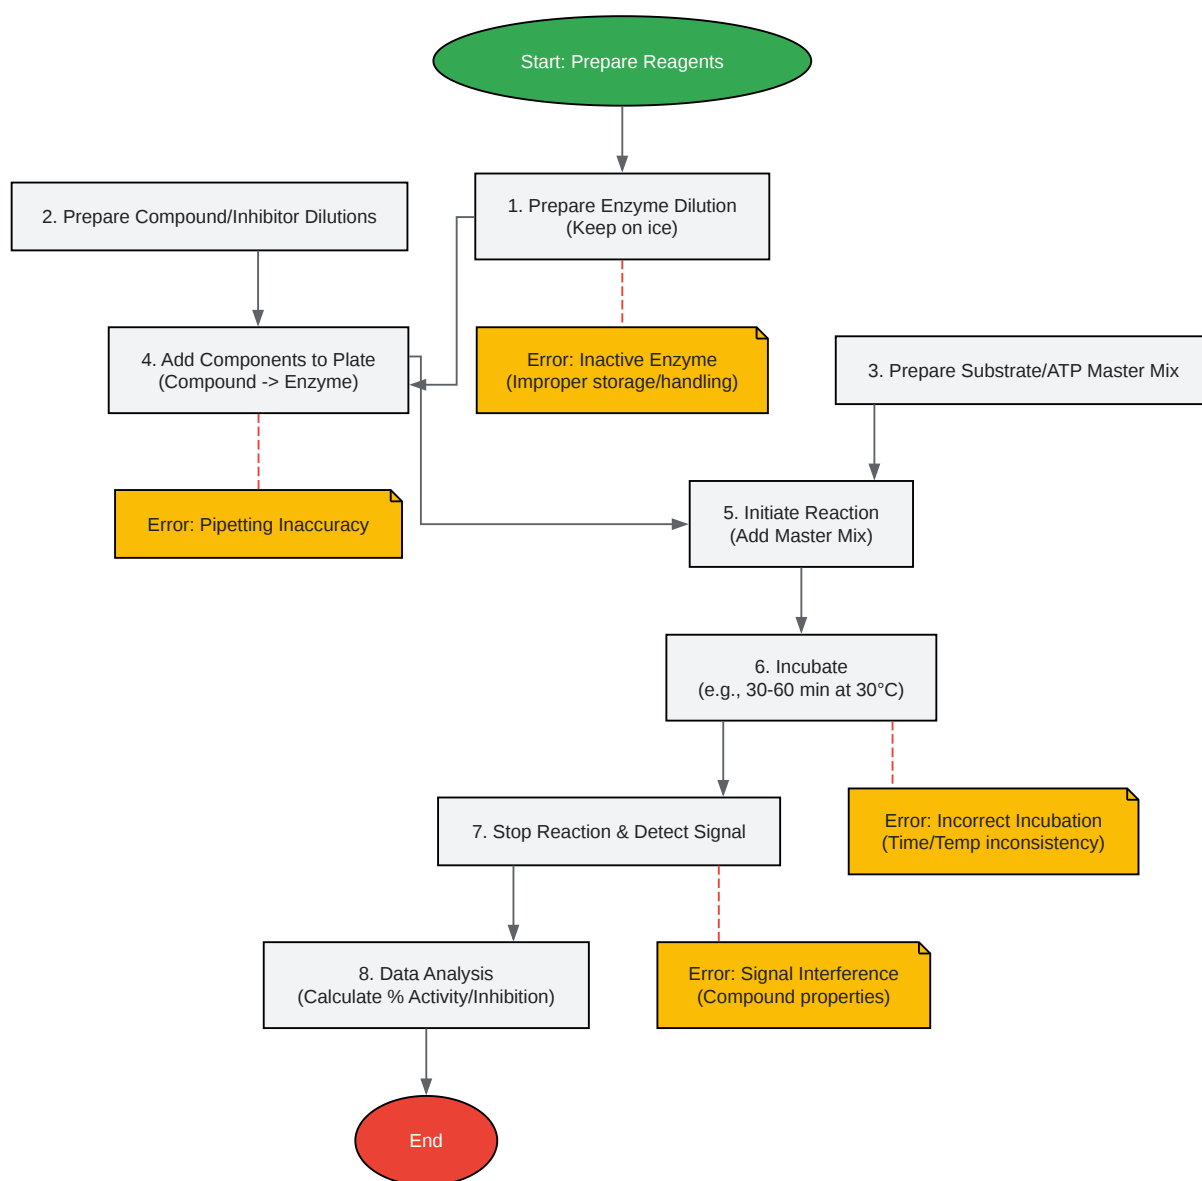 Start: Prepare Reagents
1. Prepare Enzyme Dilution
(Keep on ice)
2. Prepare Compound/Inhibitor Dilutions
4. Add Components to Plate
(Compound -> Enzyme)
Error: Inactive Enzyme
(Improper storage/handling)
3. Prepare Substrate/ATP Master Mix
Error: Pipetting Inaccuracy
5. Initiate Reaction
(Add Master Mix)
6. Incubate
(e.g., 30-60 min at 30°C)
7. Stop Reaction & Detect Signal
Error: Incorrect Incubation
(Time/Temp inconsistency)
8. Data Analysis
(Calculate % Activity/Inhibition)
Error: Signal Interference
(Compound properties)
End